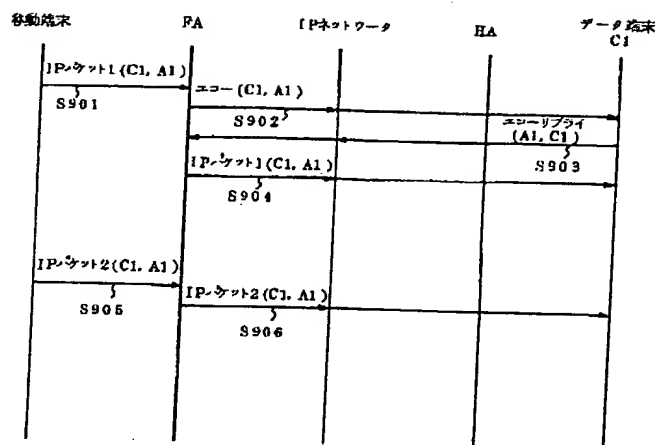 移動端末
FA
IPネットワータ
HA
データ端末
C1
IPパケット1(C1, A1)
S901
エコー(C1, A1)
S902
エコーリプライ
(A1, C1)
S903
IPパケット1(C1, A1)
S904
IPパケット2(C1, A1)
S905
IPパケット2(C1, A1)
S906